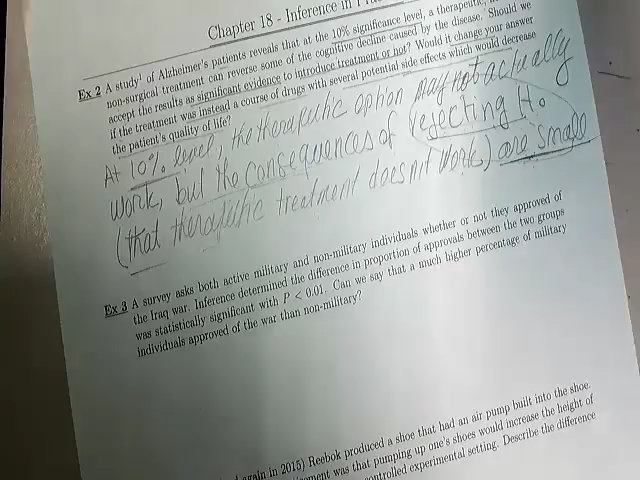 Chapter 18 - Inference in
Ex 2 A study¹ of Alzheimer's patients reveals that at the 10% significance level, a therapeutic,
non-surgical treatment can reverse some of the cognitive decline caused by the disease. Should we
accept the results as significant evidence to introduce treatment or not? Would it change your answer
if the treatment was instead a course of drugs with several potential side effects which would decrease
the patient's quality of life?
At 10% level, the therapeutic option may not actually
work, but the consequences of rejecting H₀
(that therapeutic treatment doesn't work) are small
Ex 3 A survey asks both active military and non-military individuals whether or not they approved of
the Iraq war. Inference determined the difference in proportion of approvals between the two groups
was statistically significant with P < 0.01. Can we say that a much higher percentage of military
individuals approved of the war than non-military?
again in 2015) Reebok produced a shoe that had an air pump built into the shoe.
was that pumping up one's shoes would increase the height of
controlled experimental setting. Describe the difference